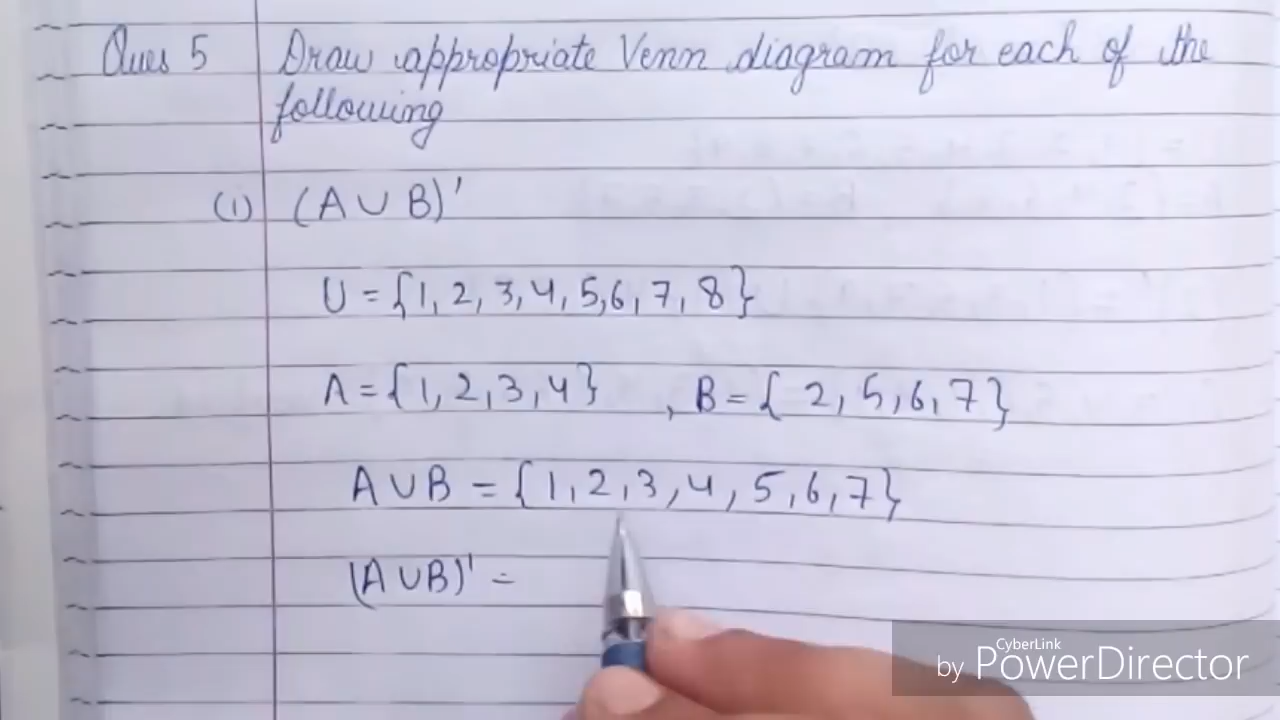 Ques 5 Draw appropriate Venn diagram for each of the
following
(i) (A ∪ B)'
U = {1, 2, 3, 4, 5, 6, 7, 8}
A = {1, 2, 3, 4} , B = { 2, 5, 6, 7}
A ∪ B = {1, 2, 3, 4, 5, 6, 7}
(A ∪ B)' =
CyberLink
by PowerDirector